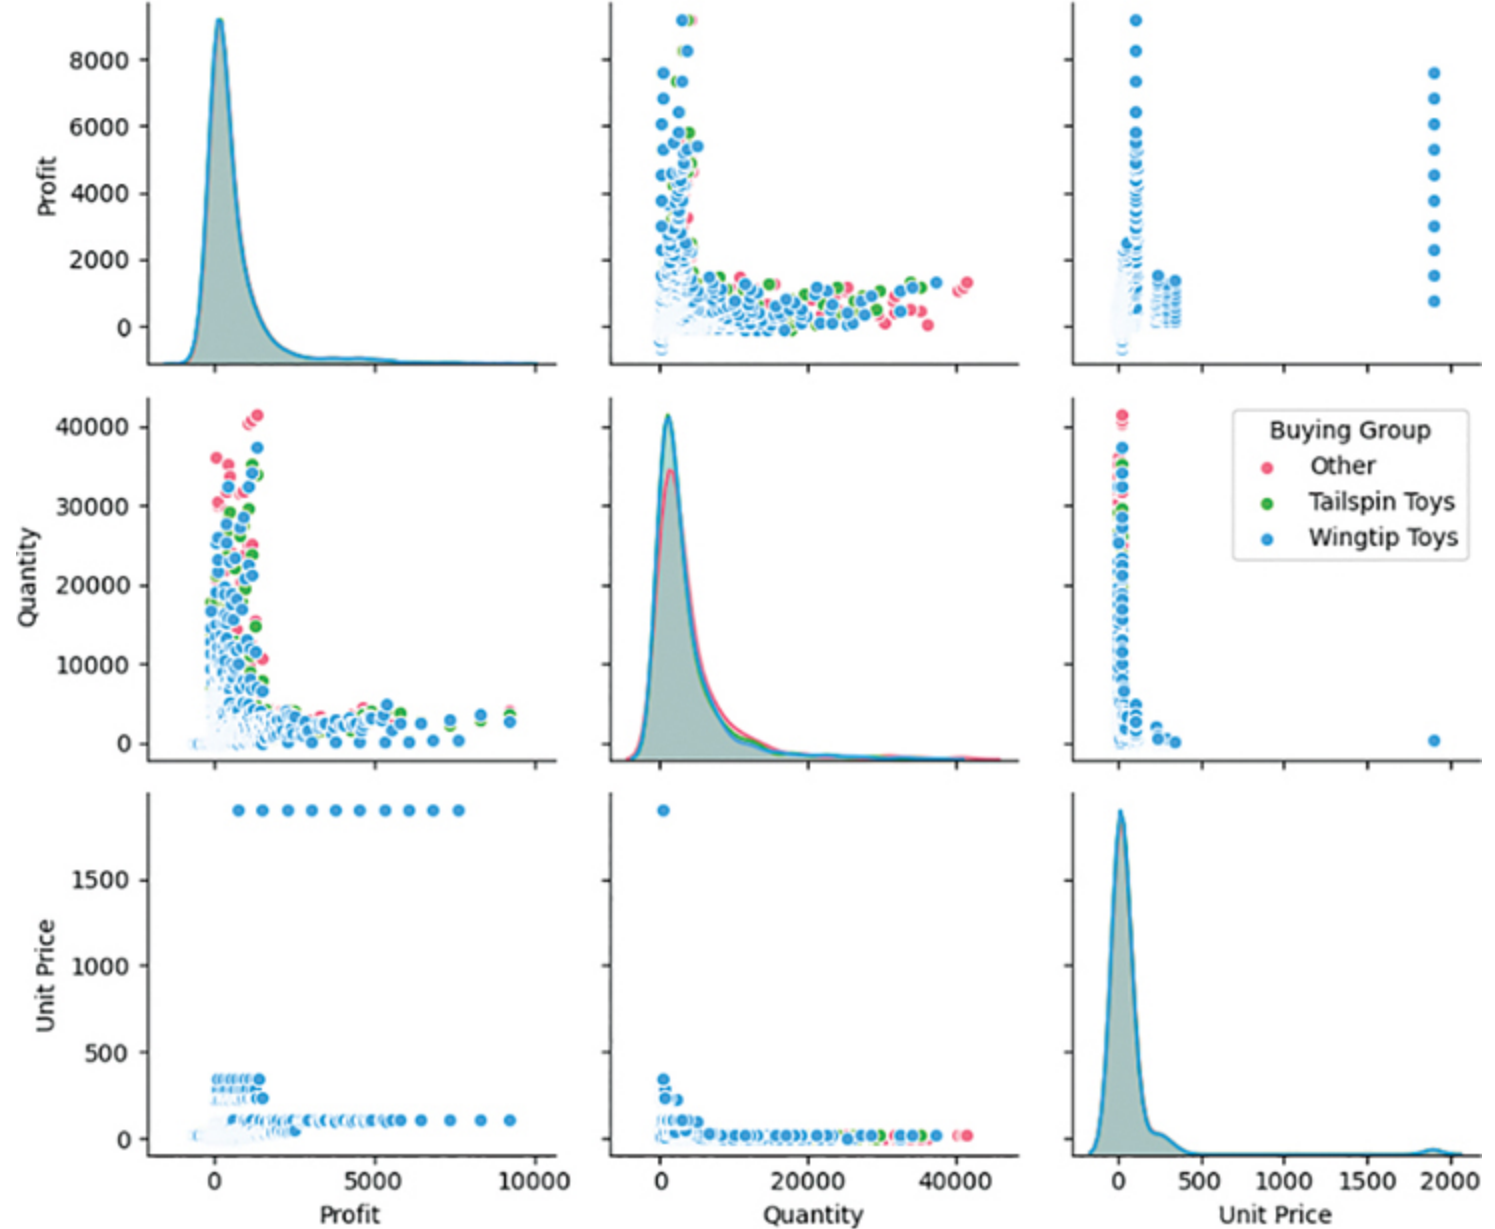 8000
6000
4000
2000
0
Profit
40000
30000
20000
10000
0
Quantity
Buying Group
Other
Tailspin Toys
Wingtip Toys
1500
1000
500
0
Unit Price
0 5000 10000
Profit
0 20000 40000
Quantity
0 500 1000 1500 2000
Unit Price